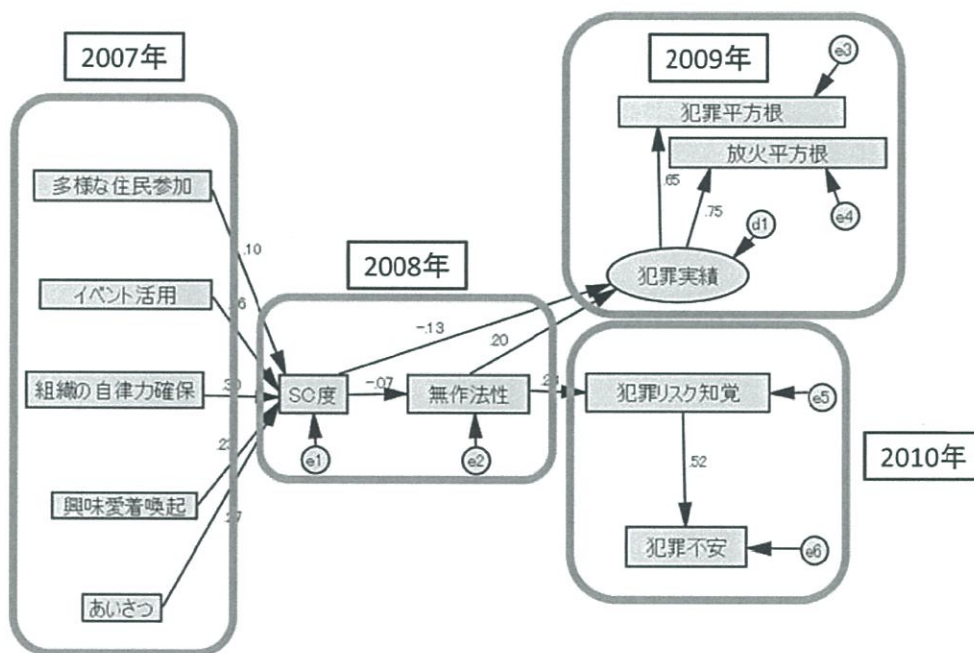 2007年
多様な住民参加
.10
イベント活用
組織の自律力確保
興味愛着喚起
あいさつ
2008年
SC度
-.07
無作法性
e1
e2
-.13
.20
2009年
e3
犯罪平方根
放火平方根
.65
.75
e4
d1
犯罪実績
犯罪リスク知覚
e5
.52
2010年
犯罪不安
e6